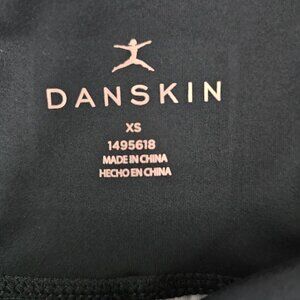 DANSKIN
XS
1495618
MADE IN CHINA
HECHO EN CHINA